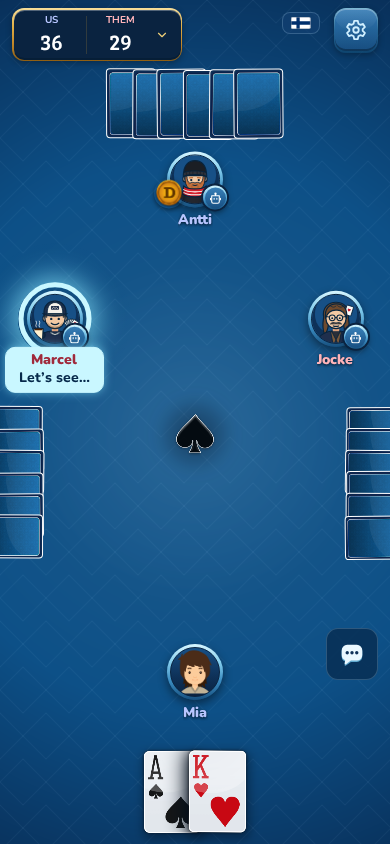 US
THEM
36
29
D
Antti
Marcel
Let's see...
Jocke
Mia
A
K